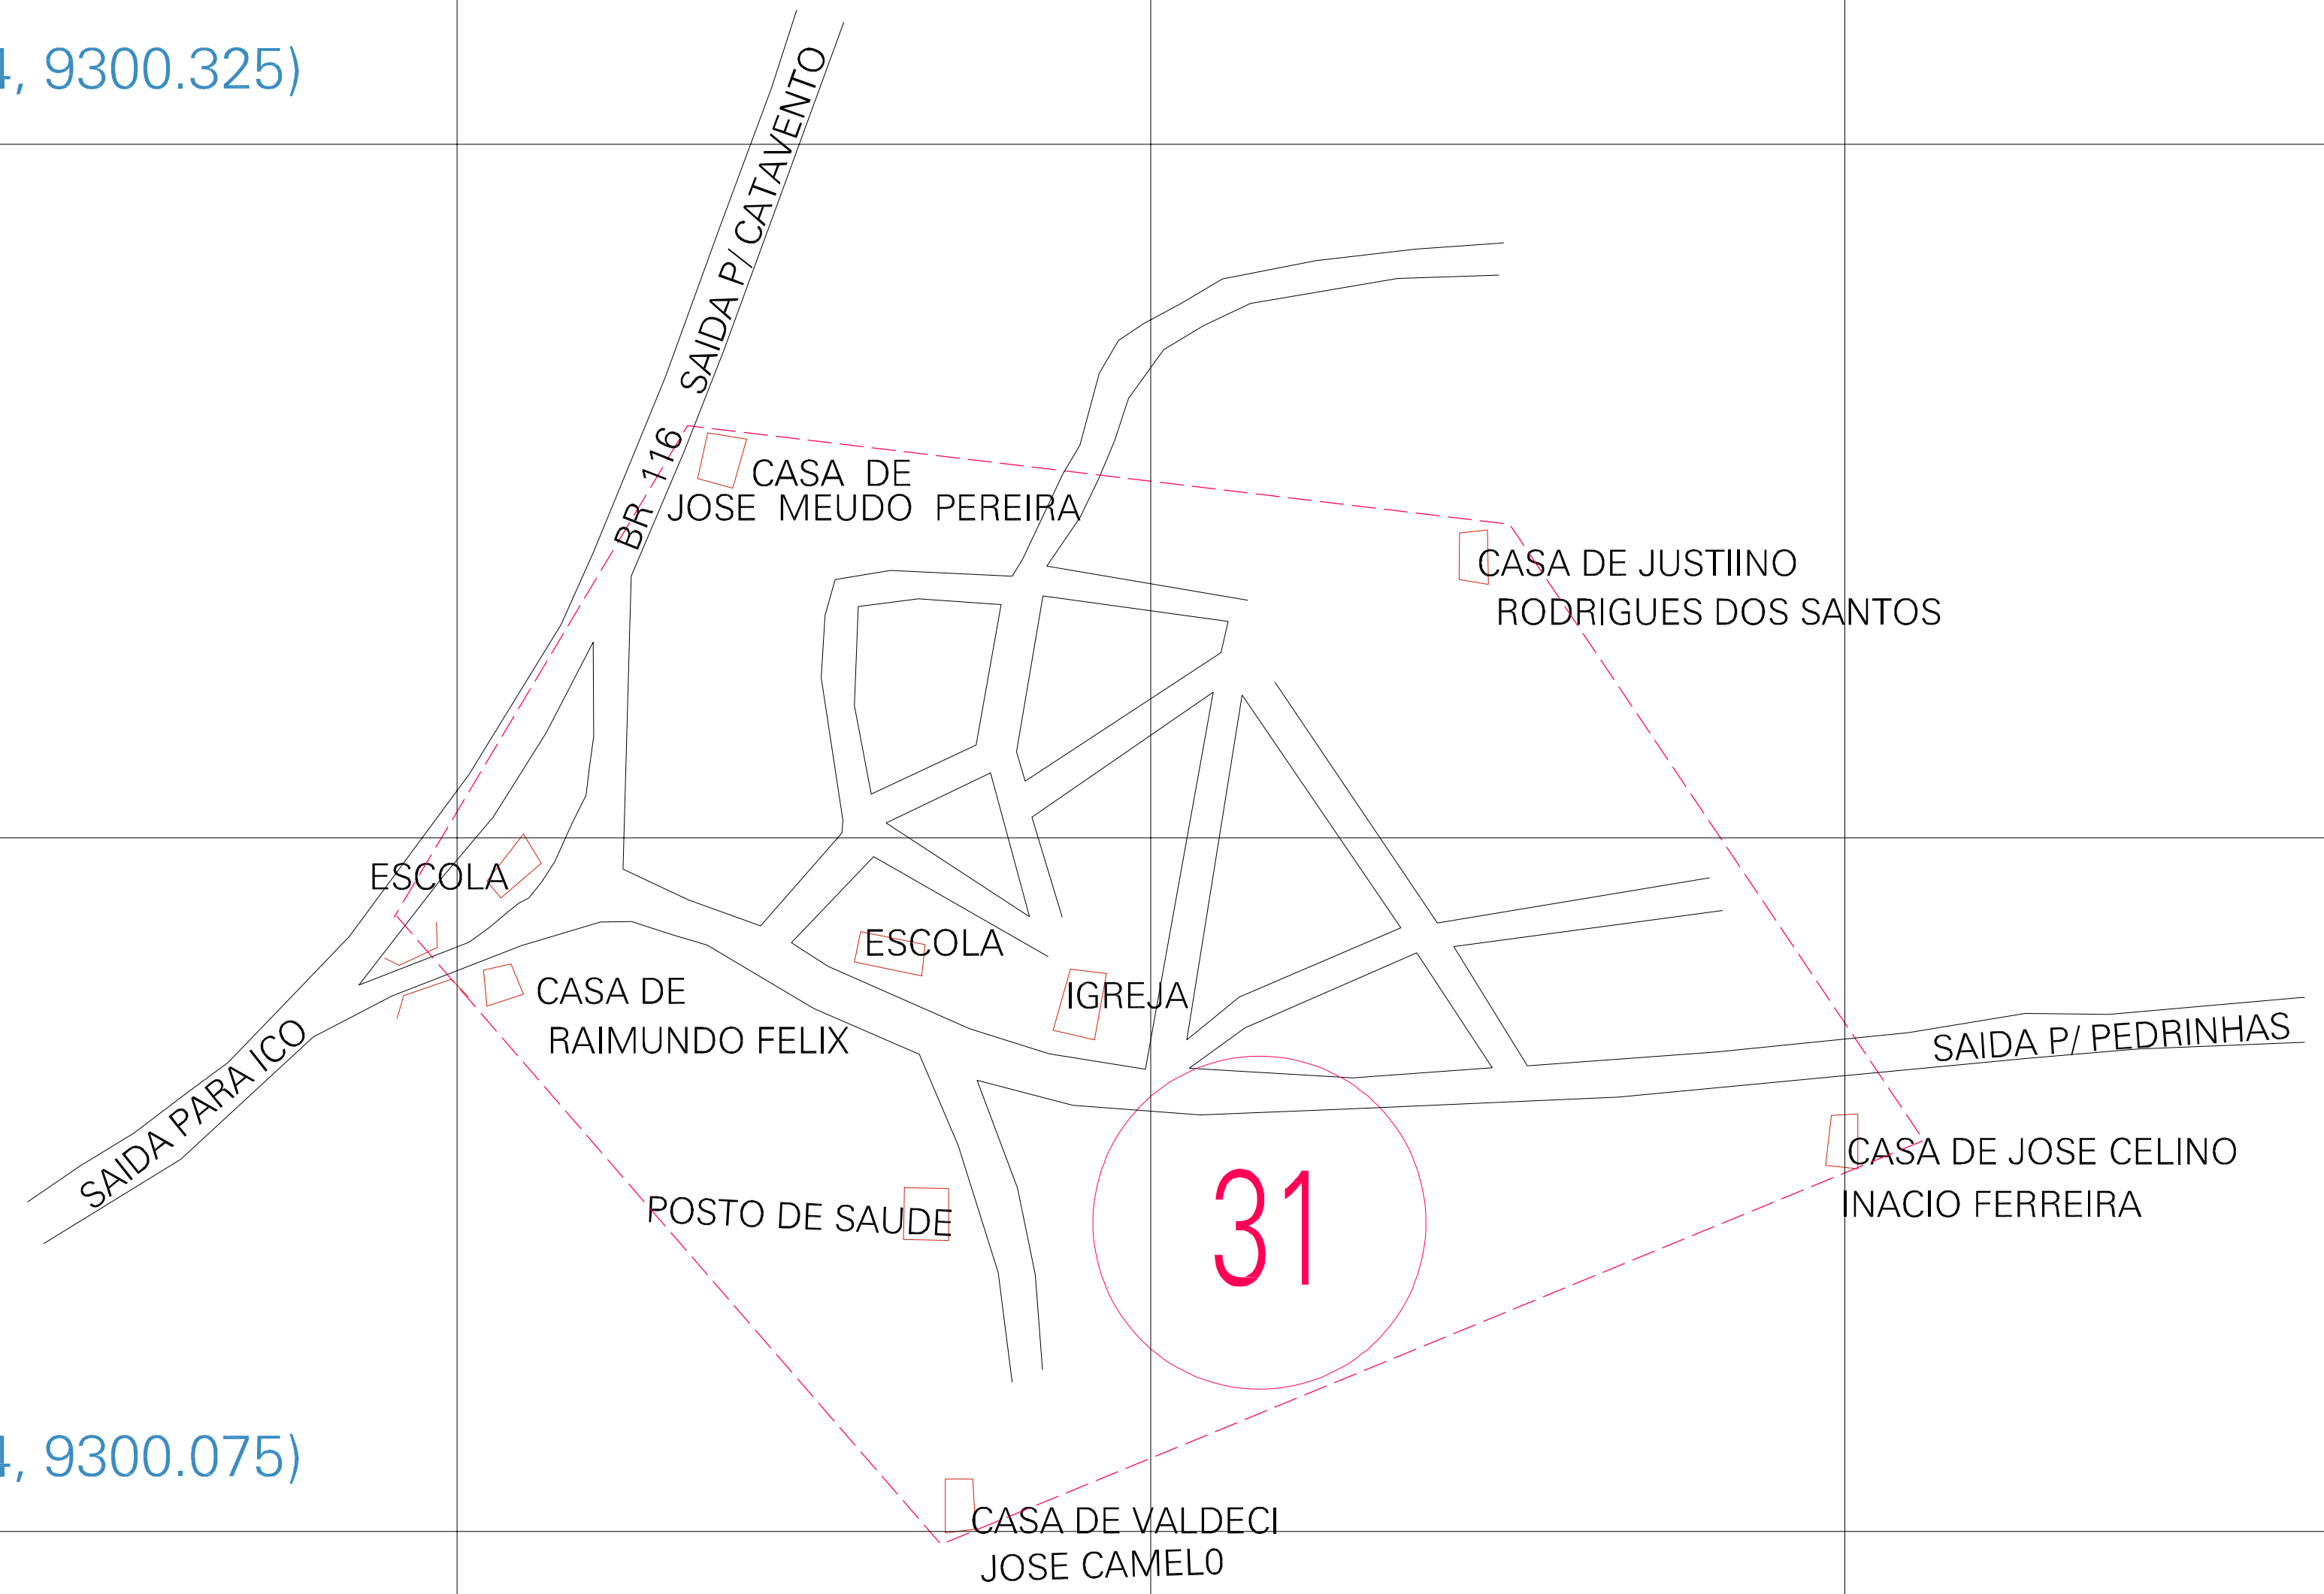 4, 9300.325)
SAIDA P/ CATAVENTO
BR 116
CASA DE
JOSE MEUDO PEREIRA
CASA DE JUSTIINO
RODRIGUES DOS SANTOS
ESCOLA
ESCOLA
CASA DE
RAIMUNDO FELIX
IGREJA
SAIDA P/ PEDRINHAS
SAIDA PARA ICO
CASA DE JOSE CELINO
INACIO FERREIRA
POSTO DE SAUDE
31
4, 9300.075)
CASA DE VALDECI
JOSE CAMEL0